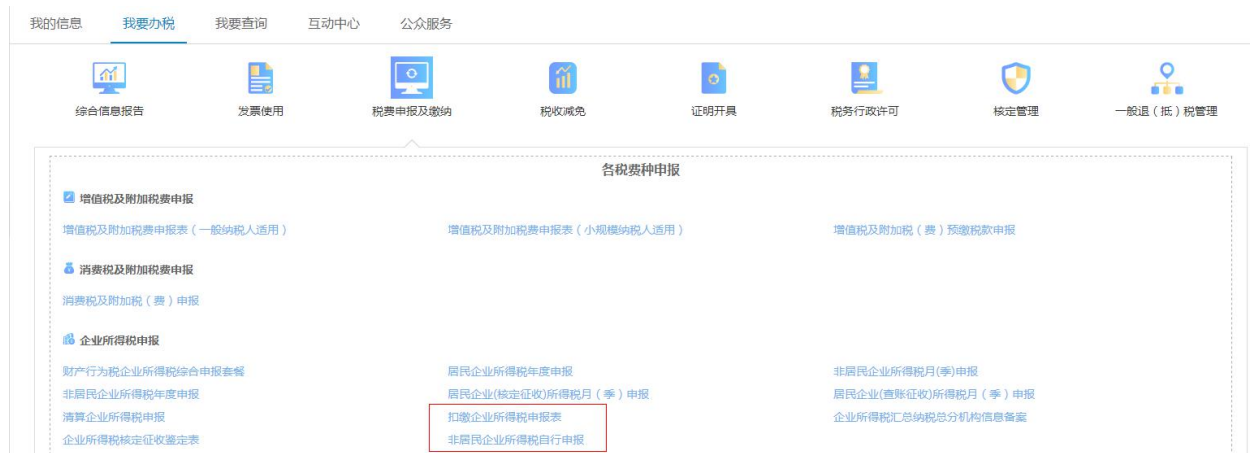 我的信息 我要办税 我要查询 互动中心 公众服务
综合信息报告 发票使用 税费申报及缴纳 税收减免 证明开具 税务行政许可 核定管理 一般退（抵）税管理
各税费种申报
增值税及附加税费申报
增值税及附加税费申报表（一般纳税人适用） 增值税及附加税费申报表（小规模纳税人适用） 增值税及附加税（费）预缴税款申报
消费税及附加税费申报
消费税及附加税（费）申报
企业所得税申报
财产行为税企业所得税综合申报套餐 居民企业所得税年度申报 非居民企业所得税月(季)申报
非居民企业所得税年度申报 居民企业(核定征收)所得税月（季）申报 居民企业(查账征收)所得税月（季）申报
清算企业所得税申报 扣缴企业所得税申报表 企业所得税汇总纳税总分机构信息备案
企业所得税核定征收鉴定表 非居民企业所得税自行申报